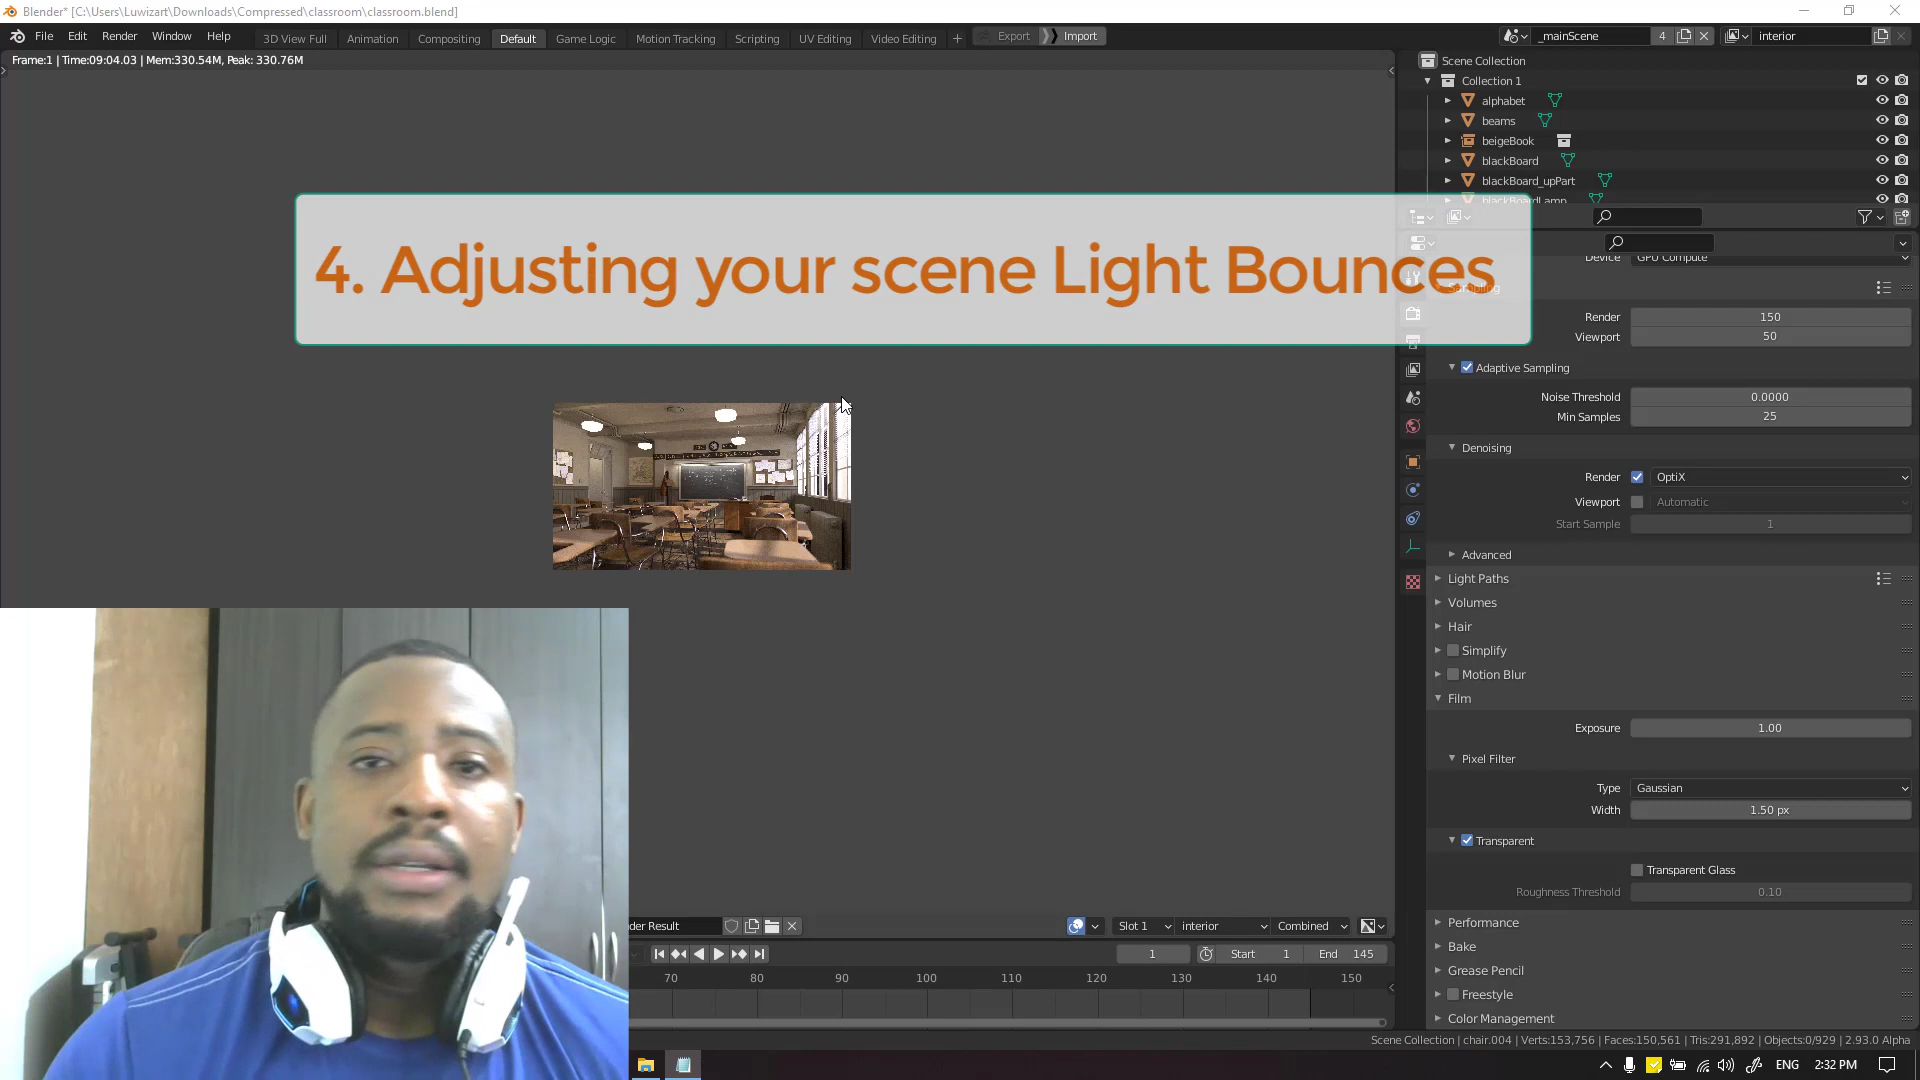 Blender* [C:\Users\Luwizart\Downloads\Compressed\classroom\classroom.blend]
File Edit Render Window Help
3D View Full Animation Compositing Default Game Logic Motion Tracking Scripting UV Editing Video Editing + Export Import
_mainScene 4 interior
Frame:1 | Time:09:04.03 | Mem:330.54M, Peak: 330.76M
Scene Collection
Collection 1
alphabet
beams
beigeBook
blackBoard
blackBoard_upPart
blackBoardLamp
4. Adjusting your scene Light Bounces
Device GPU Compute
Sampling
Render 150
Viewport 50
Adaptive Sampling
Noise Threshold 0.0000
Min Samples 25
Denoising
Render OptiX
Viewport Automatic
Start Sample 1
Advanced
Light Paths
Volumes
Hair
Simplify
Motion Blur
Film
Exposure 1.00
Pixel Filter
Type Gaussian
Width 1.50 px
Transparent
Transparent Glass
Roughness Threshold 0.10
Performance
Bake
Grease Pencil
Freestyle
Color Management
der Result
Slot 1 interior Combined
1 Start 1 End 145
70 80 90 100 110 120 130 140 150
Scene Collection | chair.004 | Verts:153,756 | Faces:150,561 | Tris:291,892 | Objects:0/929 | 2.93.0 Alpha
ENG 2:32 PM